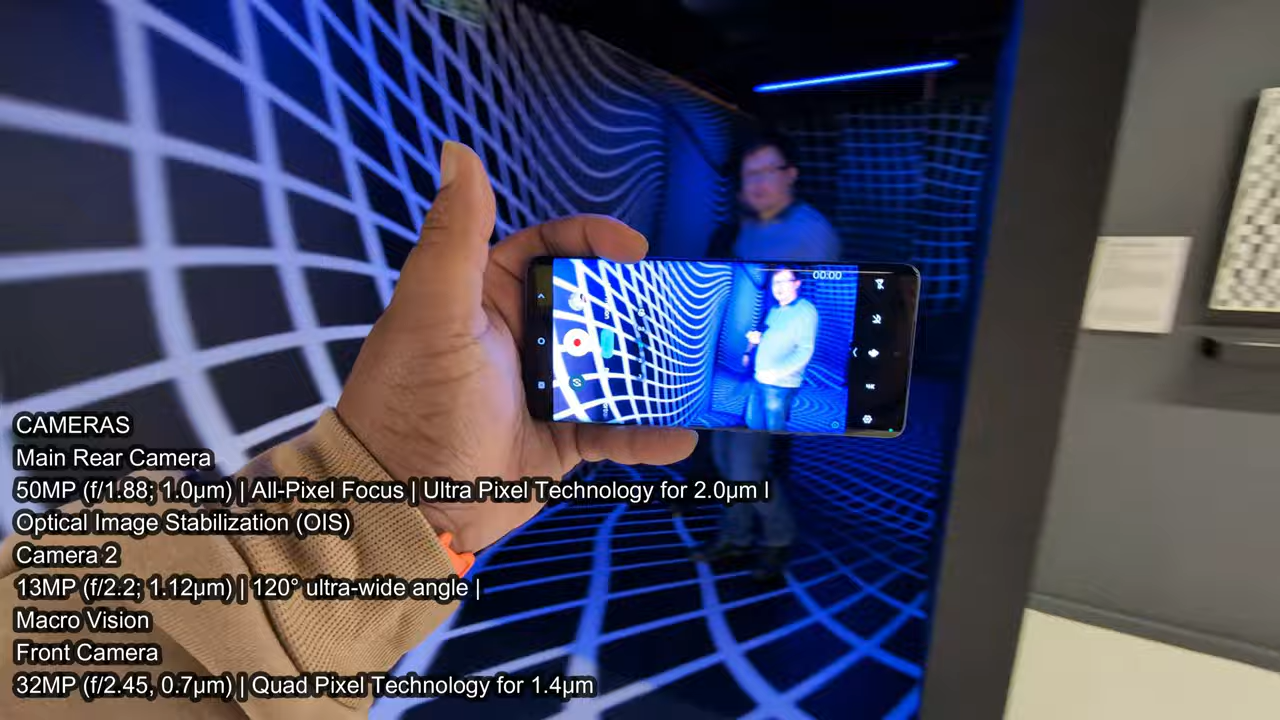 00:00
4K
CAMERAS
Main Rear Camera
50MP (f/1.88; 1.0μm) | All-Pixel Focus | Ultra Pixel Technology for 2.0μm l
Optical Image Stabilization (OIS)
Camera 2
13MP (f/2.2; 1.12μm) | 120° ultra-wide angle |
Macro Vision
Front Camera
32MP (f/2.45, 0.7μm) | Quad Pixel Technology for 1.4μm